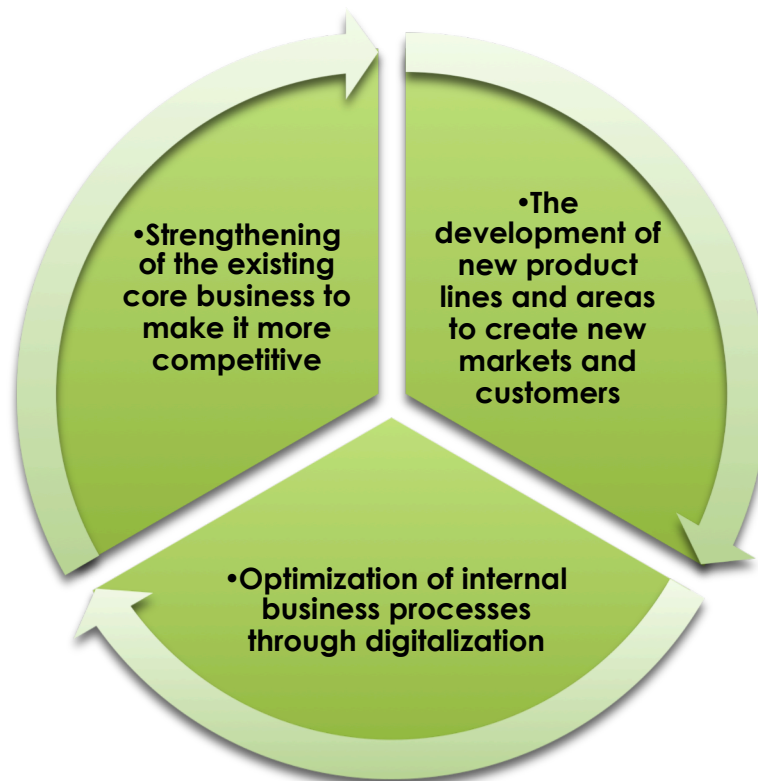 •Strengthening
of the existing
core business to
make it more
competitive
•The
development of
new product
lines and areas
to create new
markets and
customers
•Optimization of internal
business processes
through digitalization